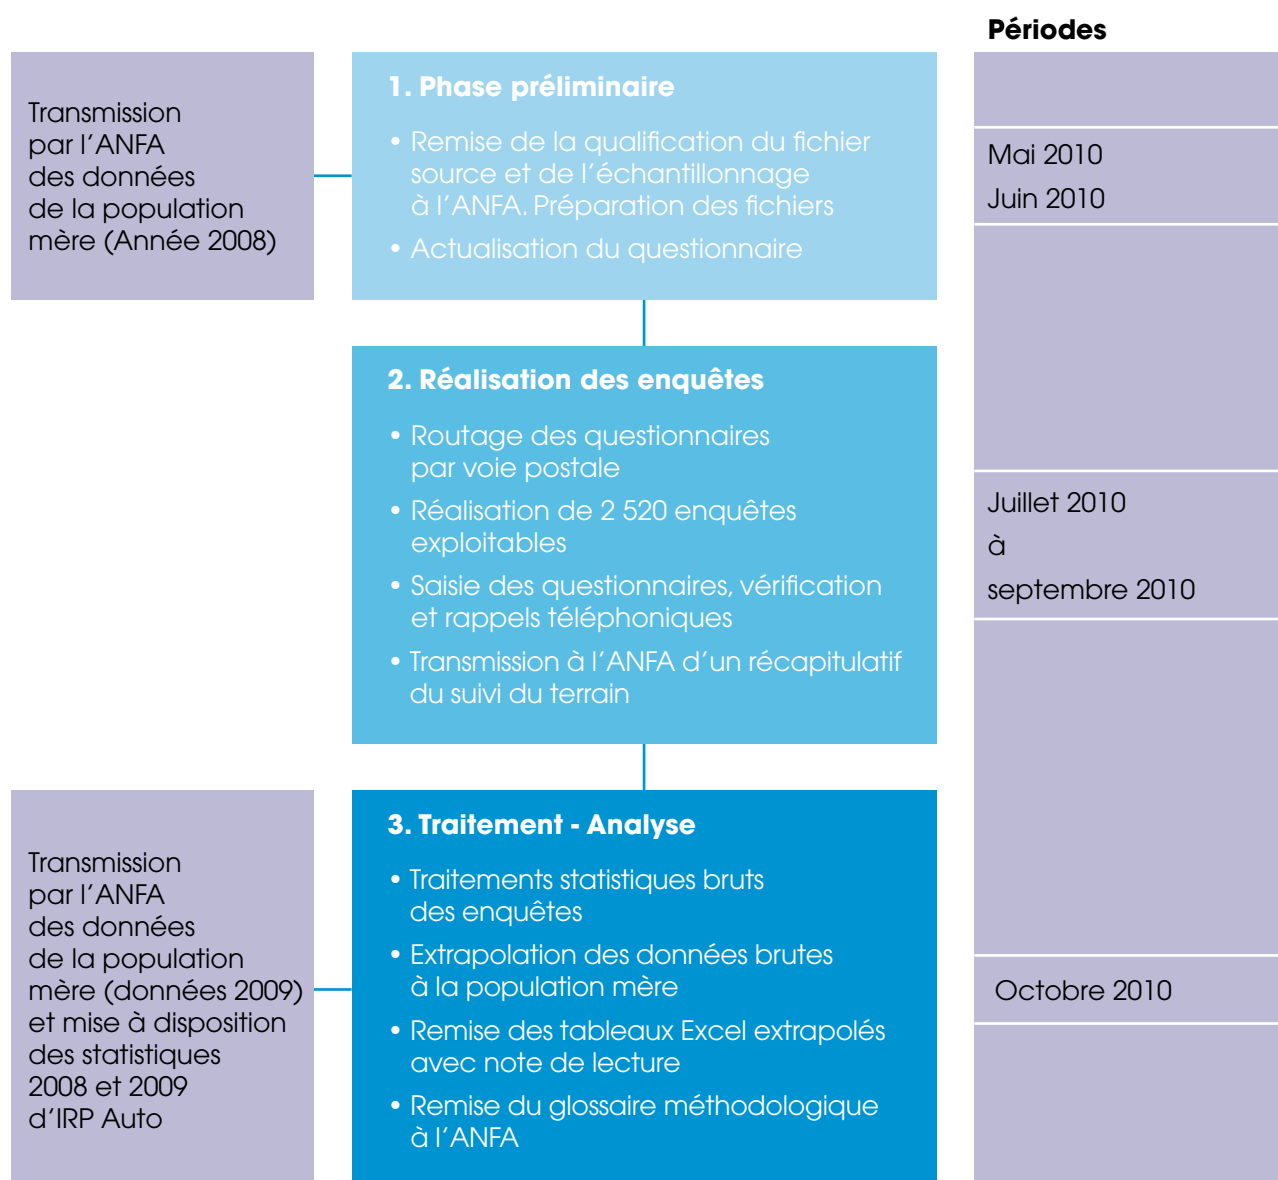 Périodes
Transmission
par l’ANFA
des données
de la population
mère (Année 2008)
1. Phase préliminaire
• Remise de la qualification du fichier
source et de l’échantillonnage
à l’ANFA. Préparation des fichiers
• Actualisation du questionnaire
Mai 2010
Juin 2010
2. Réalisation des enquêtes
• Routage des questionnaires
par voie postale
• Réalisation de 2 520 enquêtes
exploitables
• Saisie des questionnaires, vérification
et rappels téléphoniques
• Transmission à l’ANFA d’un récapitulatif
du suivi du terrain
Juillet 2010
à
septembre 2010
Transmission
par l’ANFA
des données
de la population
mère (données 2009)
et mise à disposition
des statistiques
2008 et 2009
d’IRP Auto
3. Traitement - Analyse
• Traitements statistiques bruts
des enquêtes
• Extrapolation des données brutes
à la population mère
• Remise des tableaux Excel extrapolés
avec note de lecture
• Remise du glossaire méthodologique
à l’ANFA
Octobre 2010